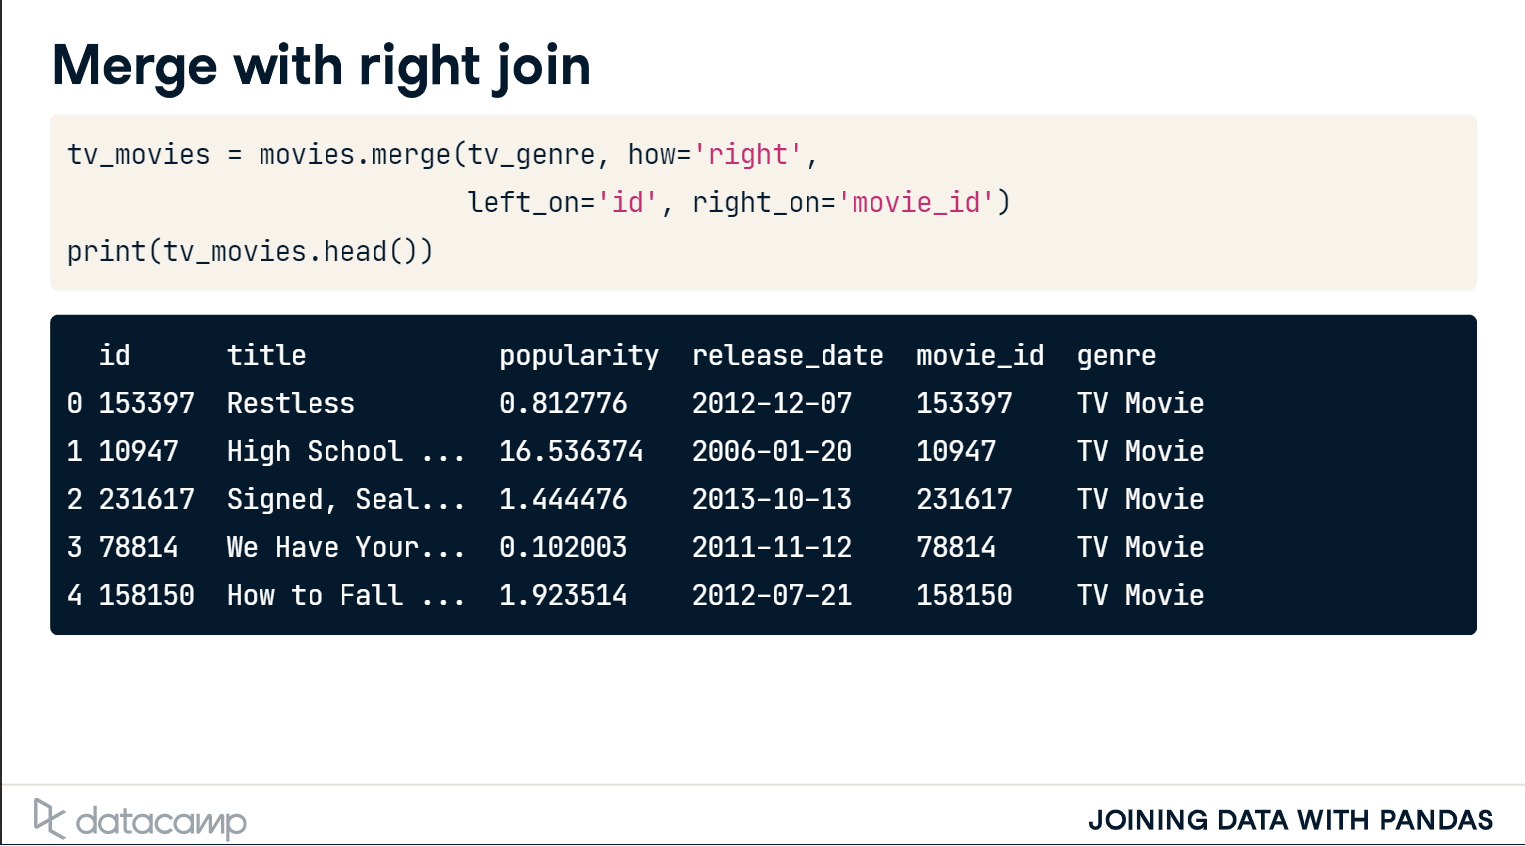 Merge with right join
tv_movies = movies.merge(tv_genre, how='right',
                         left_on='id', right_on='movie_id')
print(tv_movies.head())
  id      title            popularity  release_date  movie_id  genre
0 153397  Restless         0.812776    2012-12-07    153397    TV Movie
1 10947   High School ...  16.536374   2006-01-20    10947     TV Movie
2 231617  Signed, Seal...  1.444476    2013-10-13    231617    TV Movie
3 78814   We Have Your...  0.102003    2011-11-12    78814     TV Movie
4 158150  How to Fall ...  1.923514    2012-07-21    158150    TV Movie
datacamp
JOINING DATA WITH PANDAS